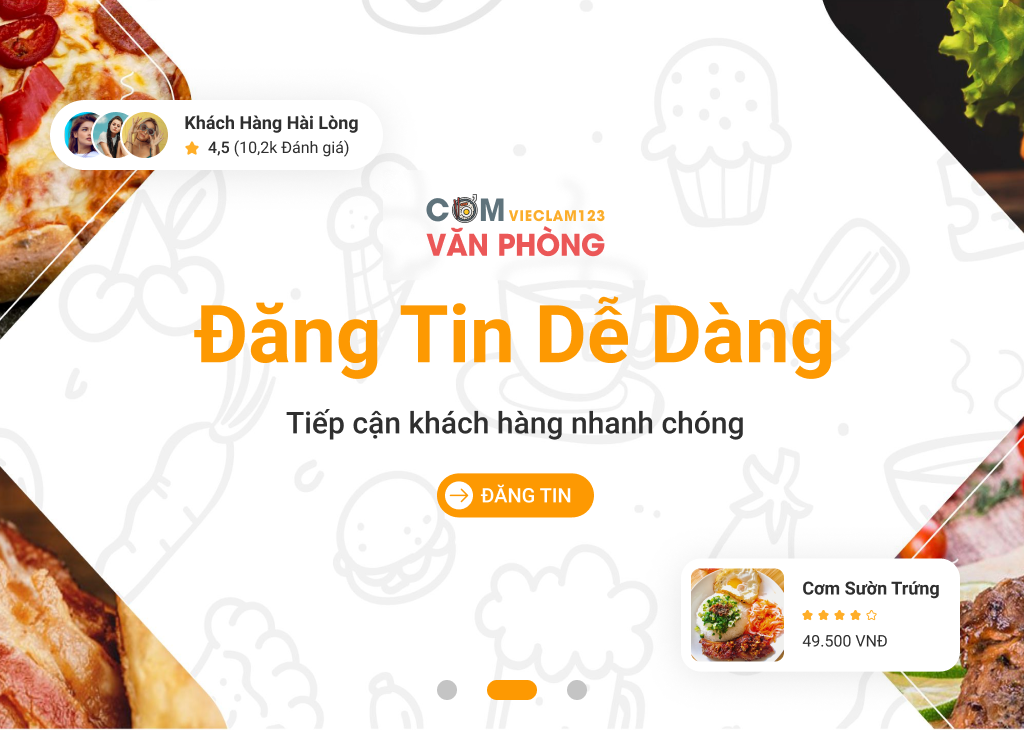 Khách Hàng Hài Lòng
4,5 (10,2k Đánh giá)
CƠM VIECLAM123
VĂN PHÒNG
Đăng Tin Dễ Dàng
Tiếp cận khách hàng nhanh chóng
ĐĂNG TIN
Cơm Sườn Trứng
49.500 VNĐ